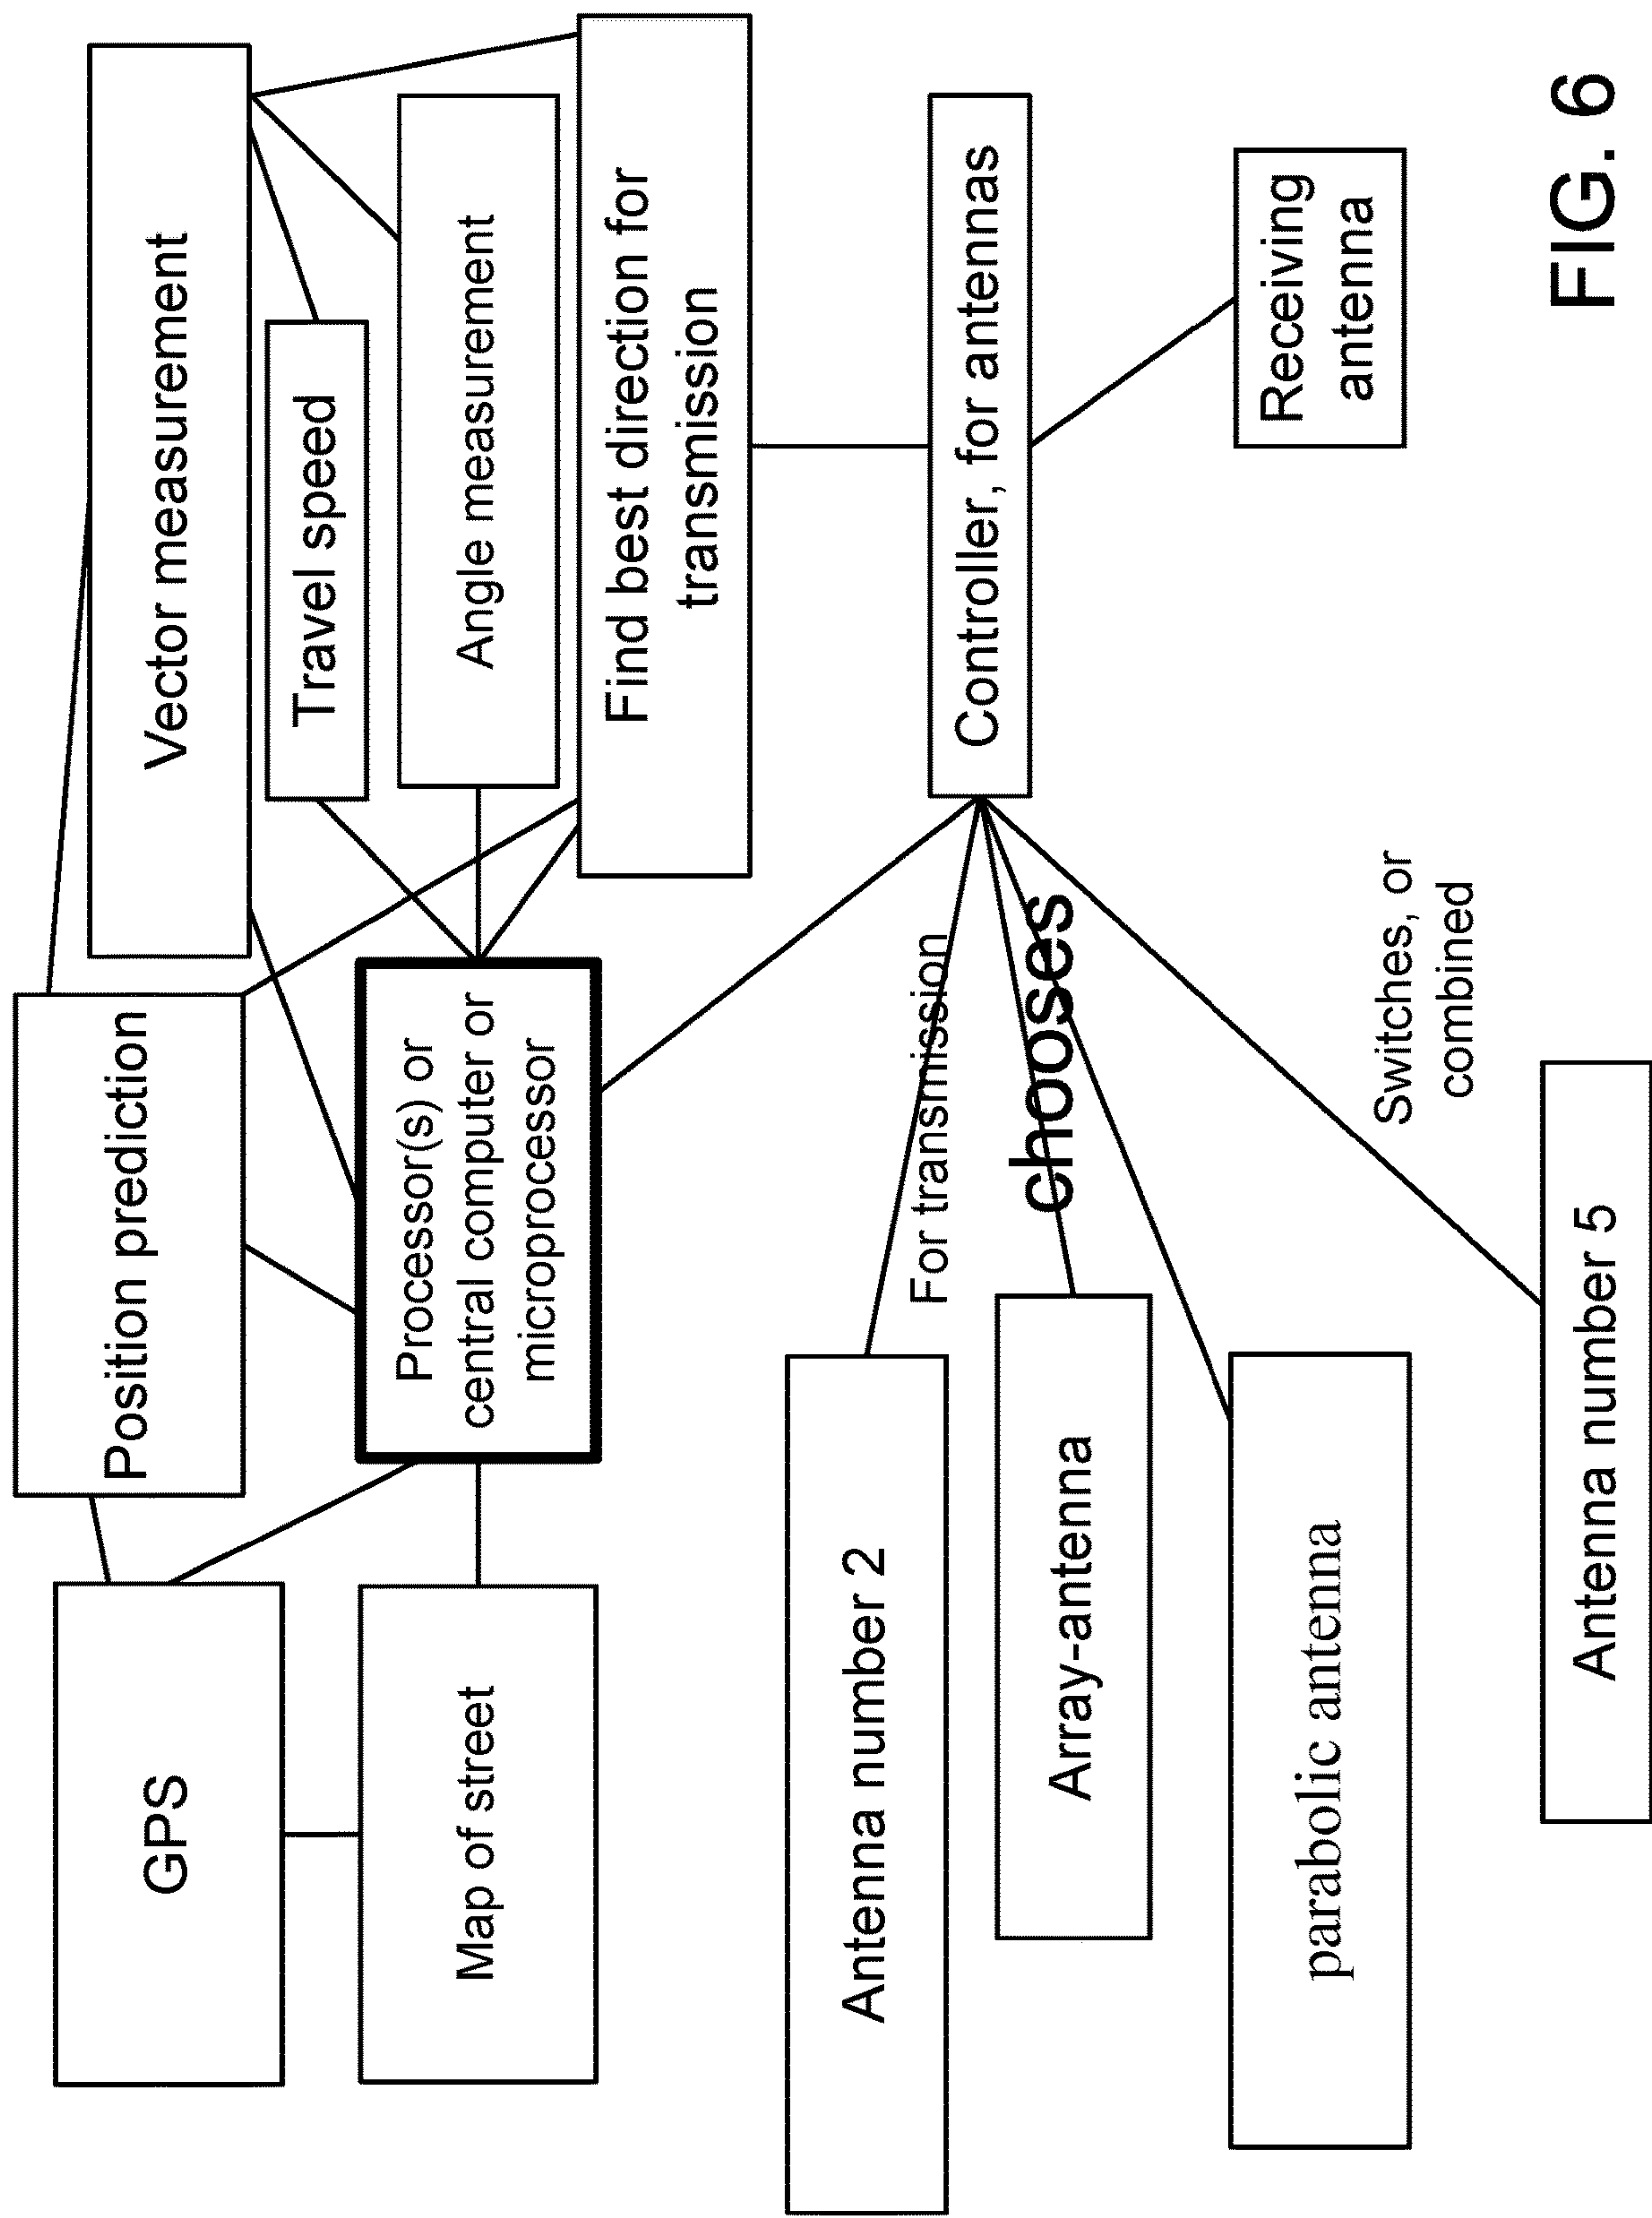 GPS
Position prediction
Vector measurement
Travel speed
Map of street
Processor(s) or
central computer or
microprocessor
Angle measurement
Find best direction for
transmission
Antenna number 2
For transmission
Controller, for antennas
Array-antenna
chooses
parabolic antenna
Switches, or
combined
Receiving
antenna
Antenna number 5
FIG. 6